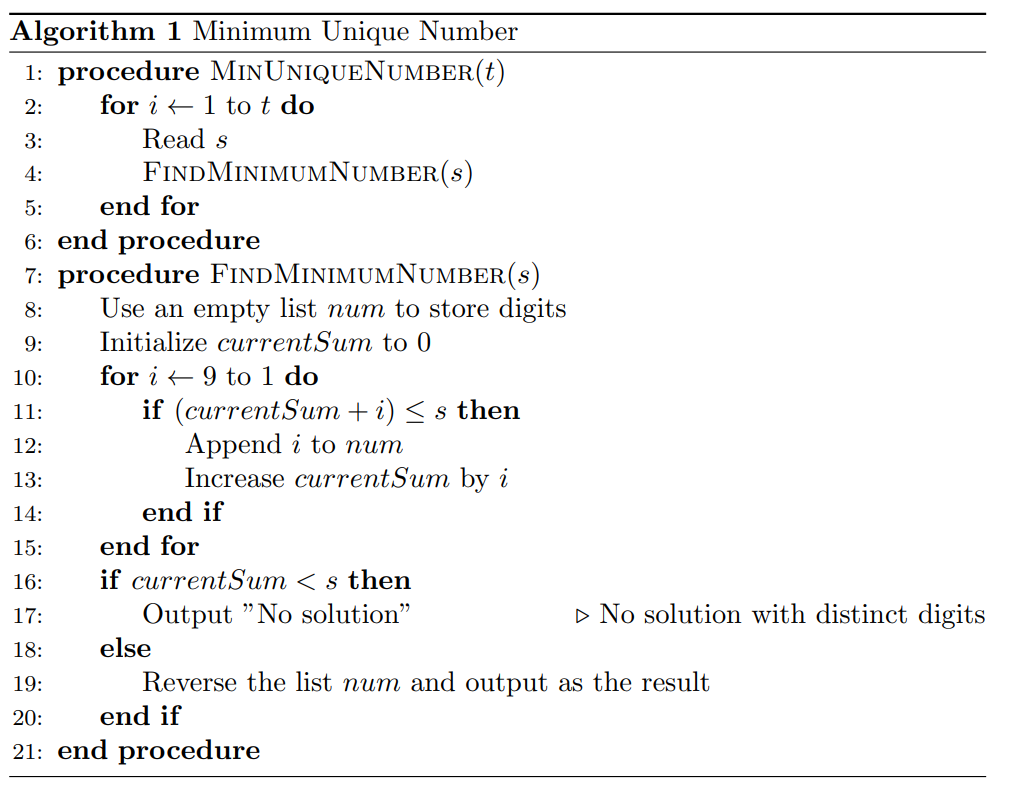 Algorithm 1 Minimum Unique Number
1: procedure MinUniqueNumber(t)
2: for i ← 1 to t do
3: Read s
4: FindMinimumNumber(s)
5: end for
6: end procedure
7: procedure FindMinimumNumber(s)
8: Use an empty list num to store digits
9: Initialize currentSum to 0
10: for i ← 9 to 1 do
11: if (currentSum + i) ≤ s then
12: Append i to num
13: Increase currentSum by i
14: end if
15: end for
16: if currentSum < s then
17: Output ”No solution” ▷ No solution with distinct digits
18: else
19: Reverse the list num and output as the result
20: end if
21: end procedure